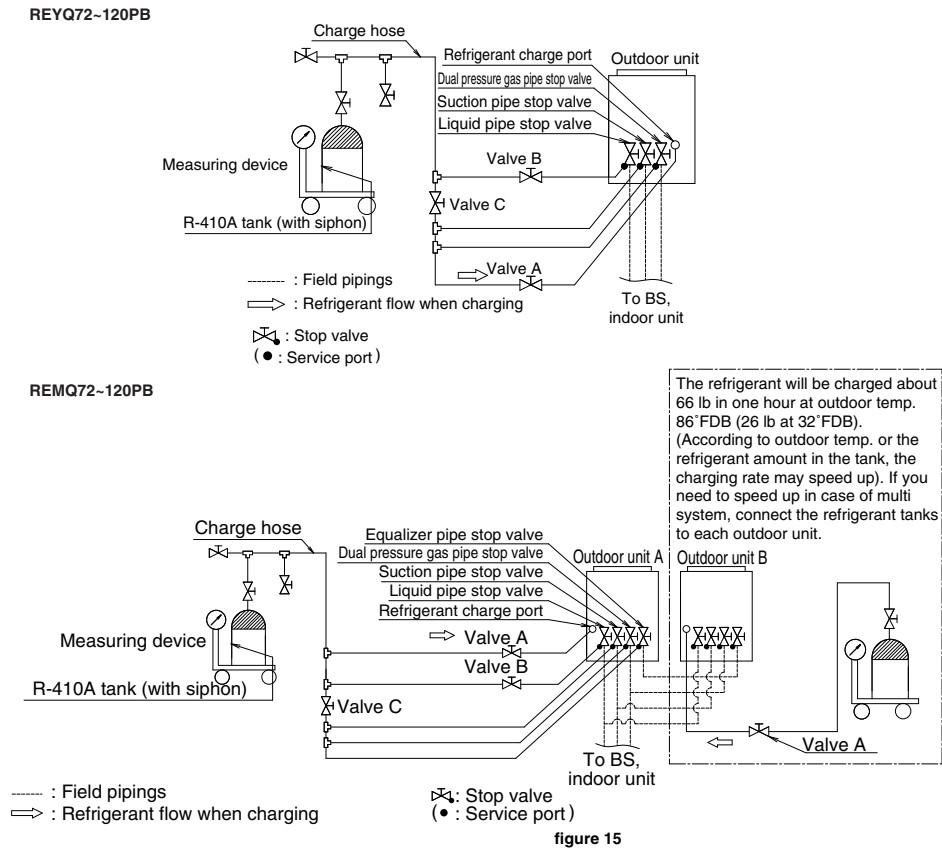 REYQ72~120PB
Charge hose
Refrigerant charge port
Outdoor unit
Dual pressure gas pipe stop valve
Suction pipe stop valve
Liquid pipe stop valve
Measuring device
Valve B
Valve C
R-410A tank (with siphon)
Valve A
-------- : Field pipings
⇨ : Refrigerant flow when charging
To BS,
indoor unit
: Stop valve
(● : Service port)
REMQ72~120PB
The refrigerant will be charged about
66 lb in one hour at outdoor temp.
86˚FDB (26 lb at 32˚FDB).
(According to outdoor temp. or the
refrigerant amount in the tank, the
charging rate may speed up). If you
need to speed up in case of multi
system, connect the refrigerant tanks
to each outdoor unit.
Charge hose
Equalizer pipe stop valve
Dual pressure gas pipe stop valve
Outdoor unit A
Outdoor unit B
Suction pipe stop valve
Liquid pipe stop valve
Refrigerant charge port
Measuring device
Valve A
Valve B
R-410A tank (with siphon)
Valve C
Valve A
To BS,
indoor unit
-------- : Field pipings
⇨ : Refrigerant flow when charging
: Stop valve
(● : Service port)
figure 15